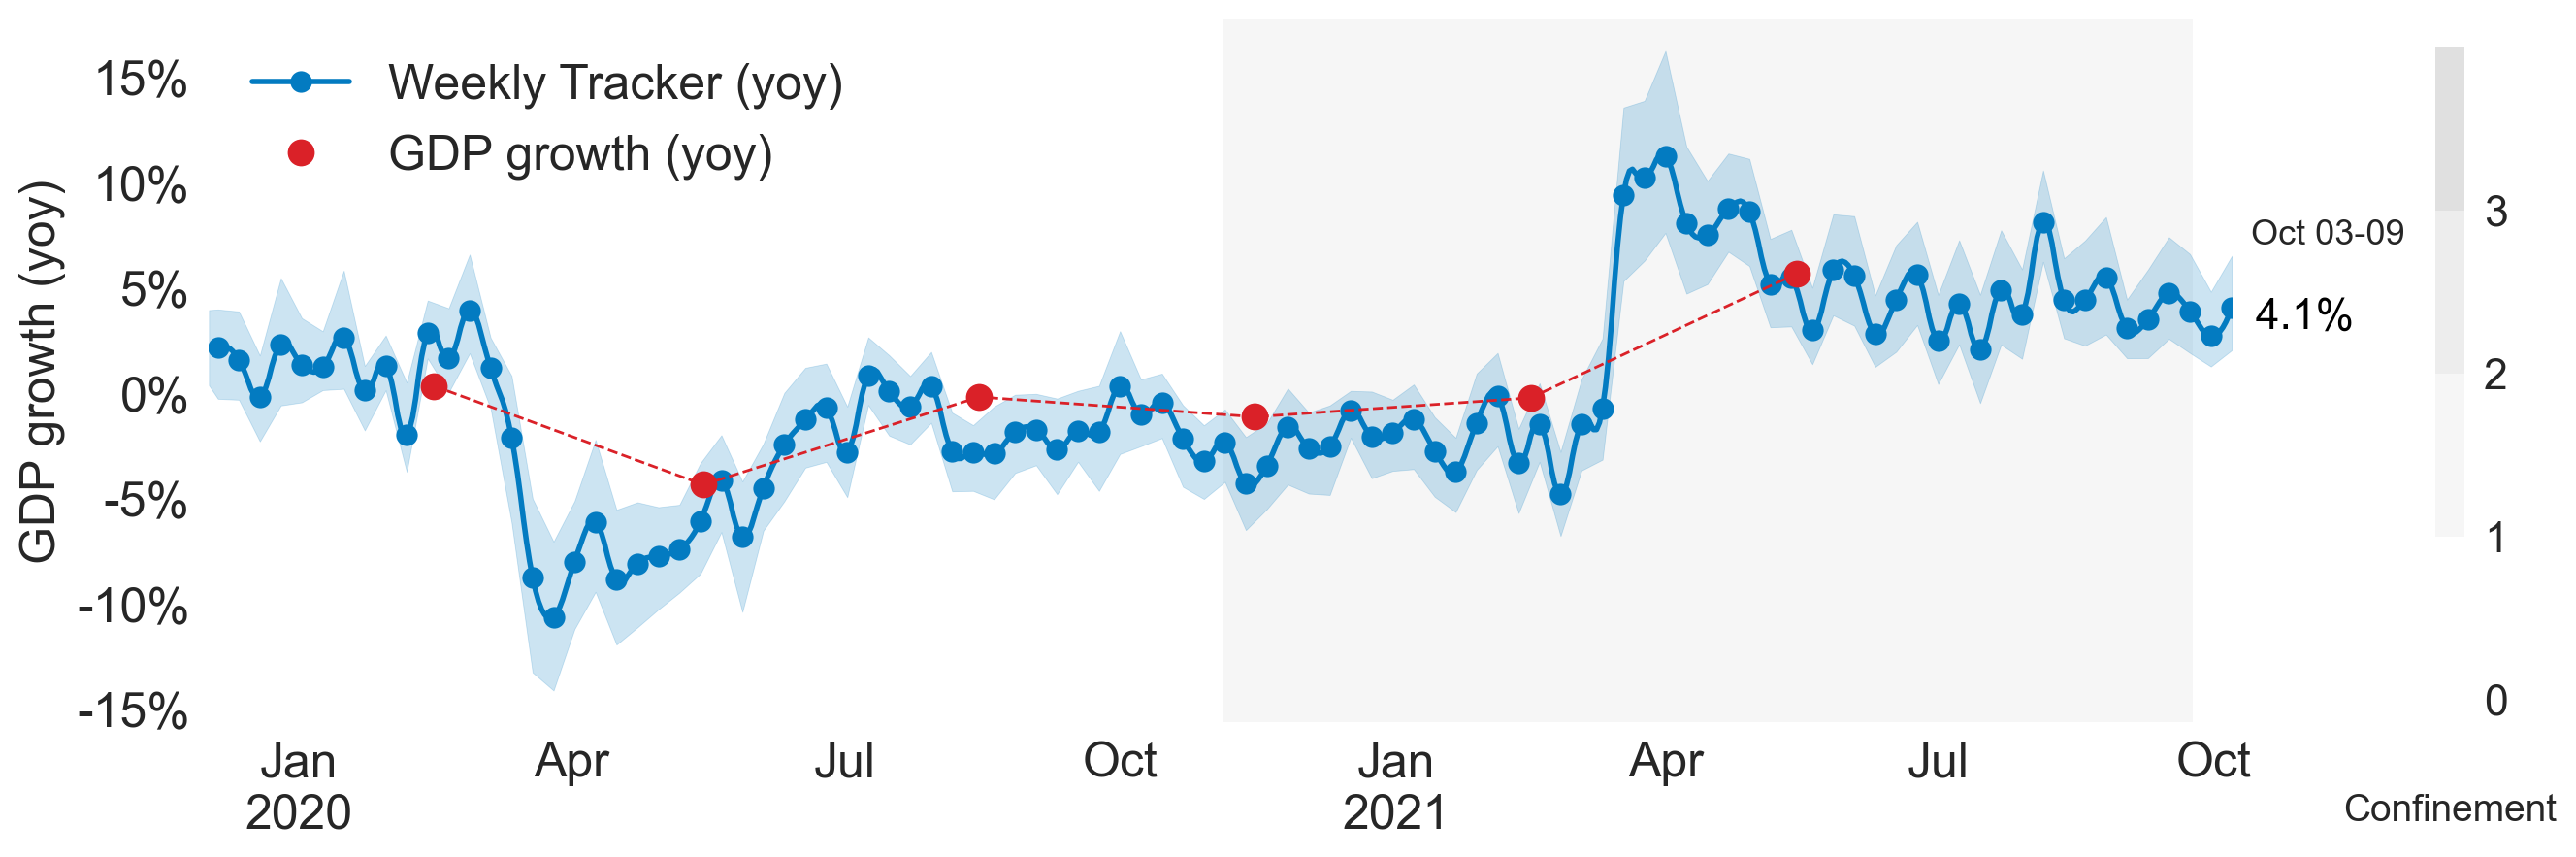 Weekly Tracker (yoy)
GDP growth (yoy)
GDP growth (yoy)
15%
10%
5%
0%
-5%
-10%
-15%
Jan
2020
Apr
Jul
Oct
Jan
2021
Apr
Jul
Oct
Oct 03-09
4.1%
3
2
1
0
Confinement